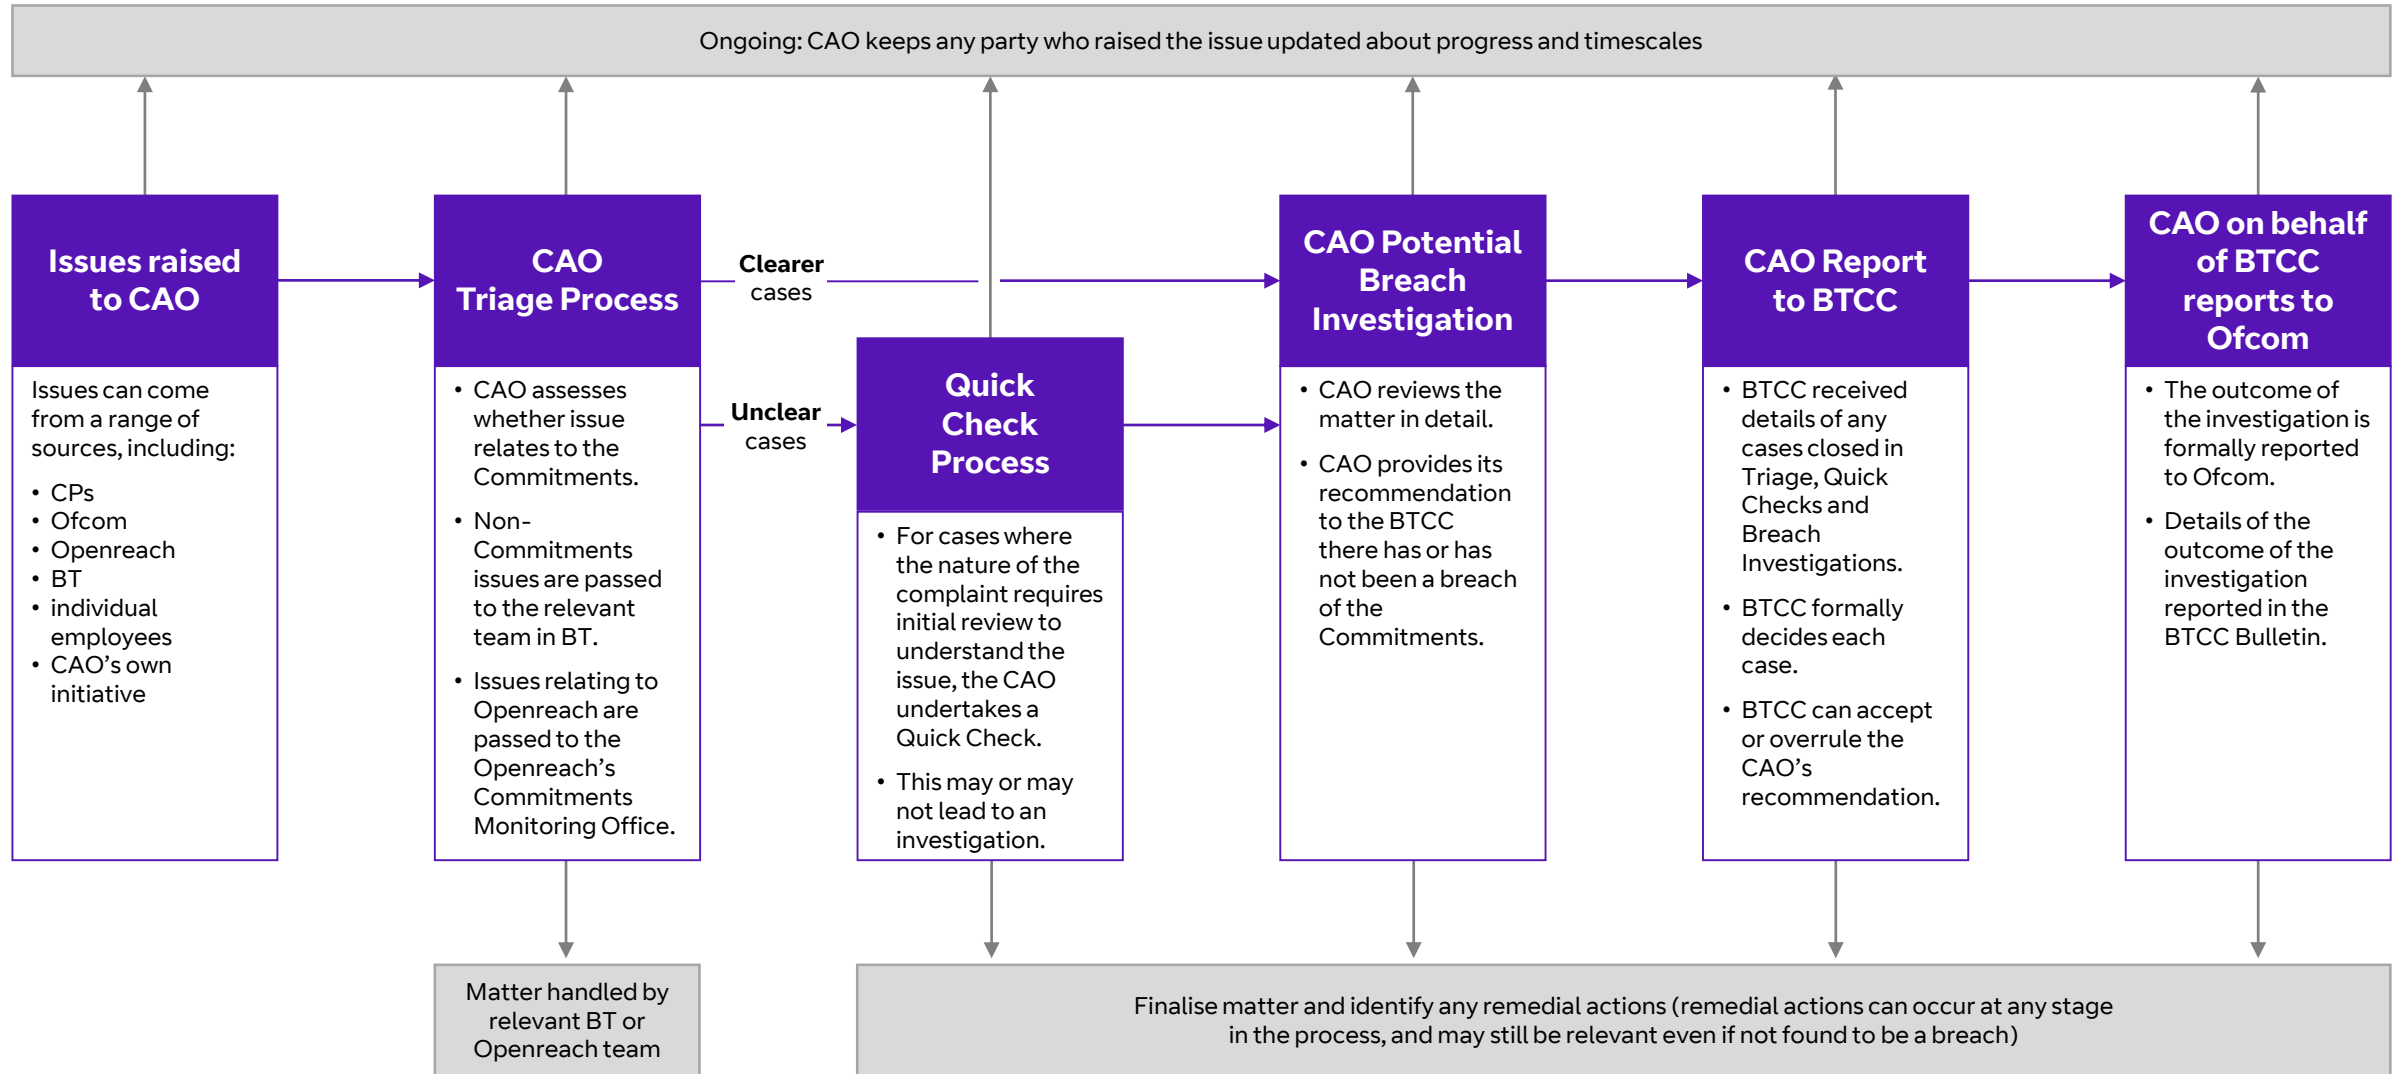 Ongoing: CAO keeps any party who raised the issue updated about progress and timescales
Issues raised
to CAO
Issues can come
from a range of
sources, including:
• CPs
• Ofcom
• Openreach
• BT
• individual
employees
• CAO’s own
initiative
CAO
Triage Process
• CAO assesses
whether issue
relates to the
Commitments.
• Non-
Commitments
issues are passed
to the relevant
team in BT.
• Issues relating to
Openreach are
passed to the
Openreach’s
Commitments
Monitoring Office.
Matter handled by
relevant BT or
Openreach team
Clearer
cases
Unclear
cases
Quick
Check
Process
• For cases where
the nature of the
complaint requires
initial review to
understand the
issue, the CAO
undertakes a
Quick Check.
• This may or may
not lead to an
investigation.
CAO Potential
Breach
Investigation
• CAO reviews the
matter in detail.
• CAO provides its
recommendation
to the BTCC
there has or has
not been a breach
of the
Commitments.
CAO Report
to BTCC
• BTCC received
details of any
cases closed in
Triage, Quick
Checks and
Breach
Investigations.
• BTCC formally
decides each
case.
• BTCC can accept
or overrule the
CAO’s
recommendation.
CAO on behalf
of BTCC
reports to
Ofcom
• The outcome of
the investigation is
formally reported
to Ofcom.
• Details of the
outcome of the
investigation
reported in the
BTCC Bulletin.
Finalise matter and identify any remedial actions (remedial actions can occur at any stage
in the process, and may still be relevant even if not found to be a breach)